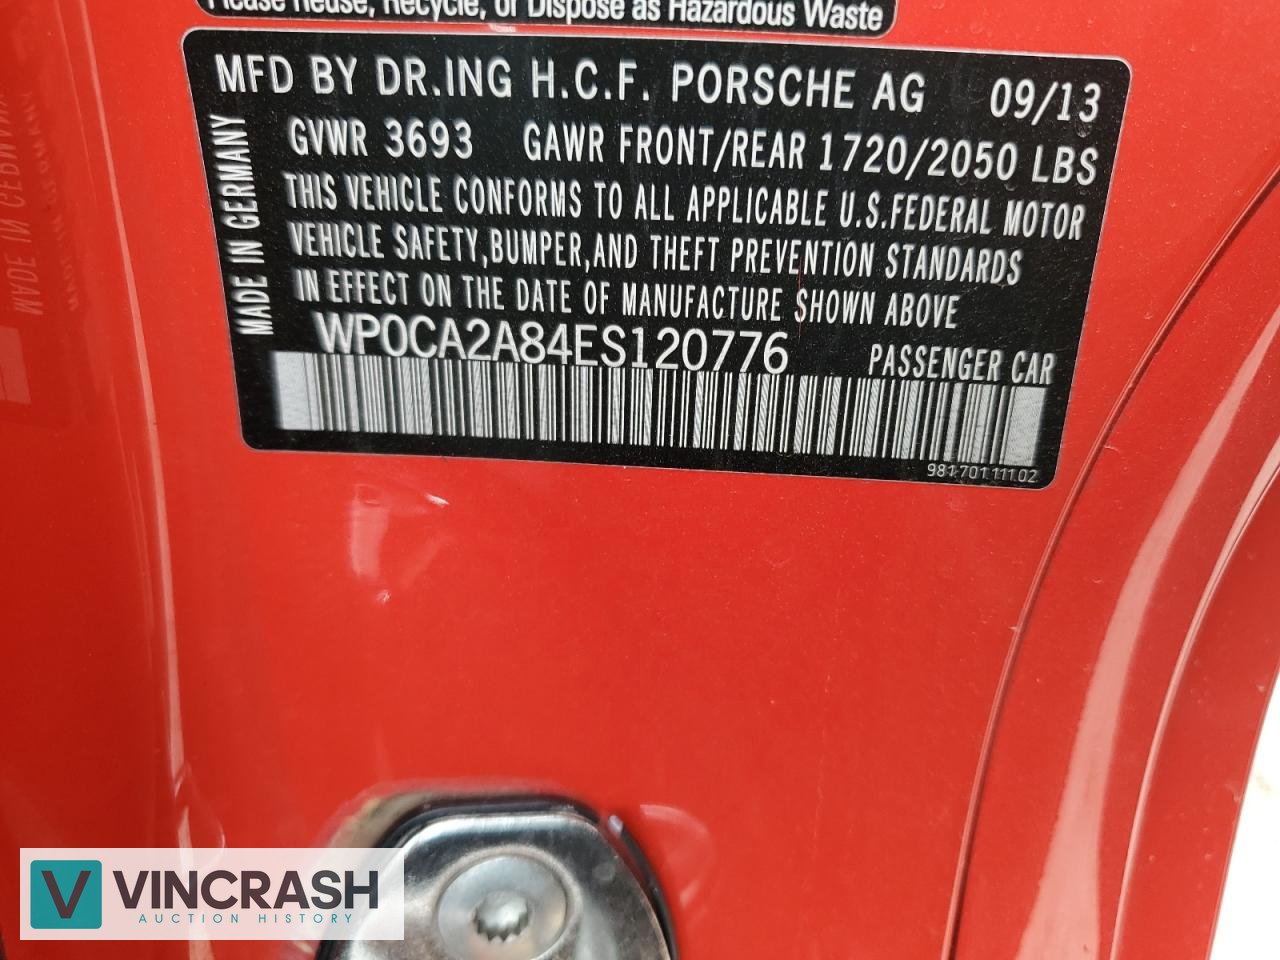 Please Reuse, Recycle, or Dispose as Hazardous Waste
MFD BY DR.ING H.C.F. PORSCHE AG 09/13
GVWR 3693 GAWR FRONT/REAR 1720/2050 LBS
THIS VEHICLE CONFORMS TO ALL APPLICABLE U.S.FEDERAL MOTOR
VEHICLE SAFETY,BUMPER,AND THEFT PREVENTION STANDARDS
IN EFFECT ON THE DATE OF MANUFACTURE SHOWN ABOVE
WP0CA2A84ES120776 PASSENGER CAR
981.701.111.02
MADE IN GERMANY
MADE IN GERMANY
V VINCRASH
AUCTION HISTORY